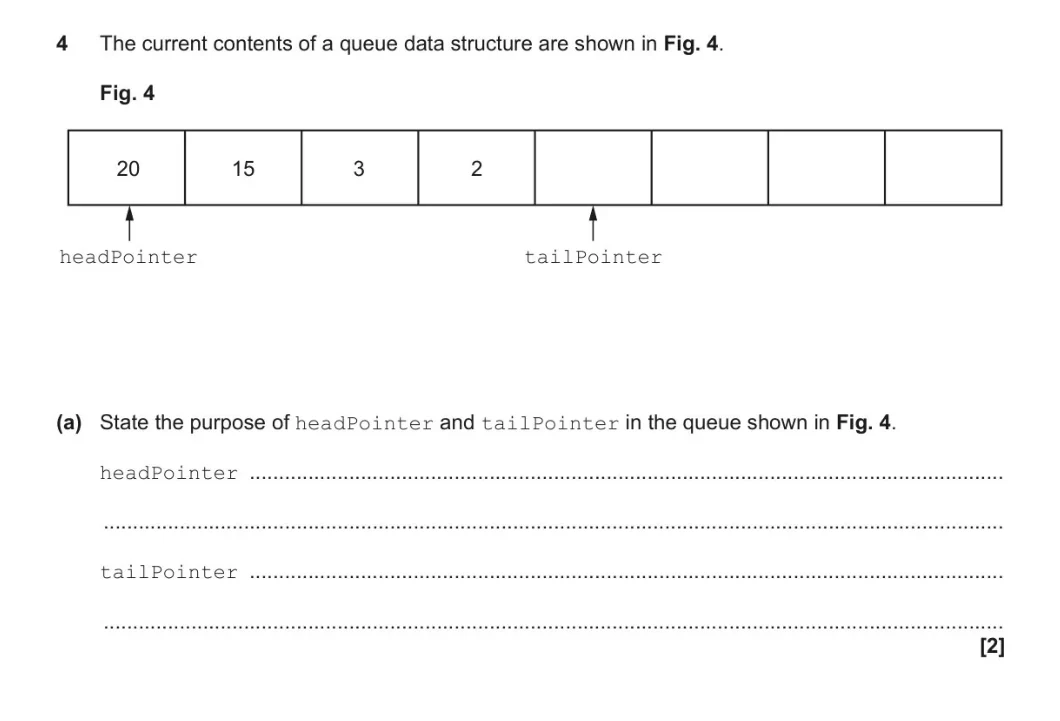 4 The current contents of a queue data structure are shown in Fig. 4.
Fig. 4
20 15 3 2
headPointer tailPointer
(a) State the purpose of headPointer and tailPointer in the queue shown in Fig. 4.
headPointer ........................................................................
........................................................................
tailPointer ........................................................................
........................................................................
[2]